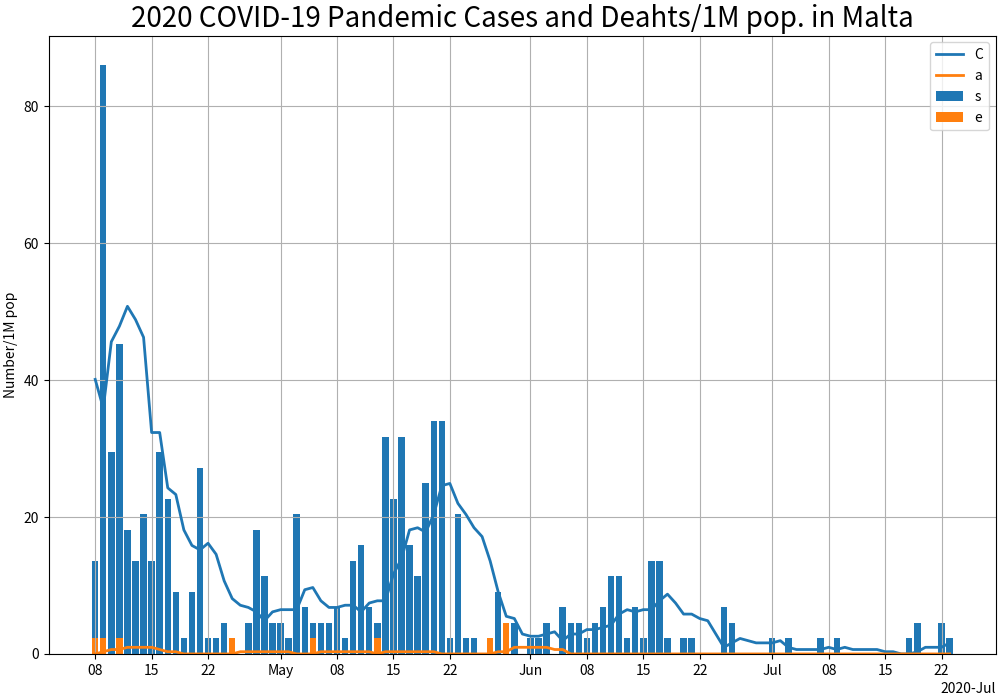 2020 COVID-19 Pandemic Cases and Deahts/1M pop. in Malta
C
a
s
e
Number/1M pop
80
60
40
20
0
08 15 22 May 08 15 22 Jun 08 15 22 Jul 08 15 22
2020-Jul